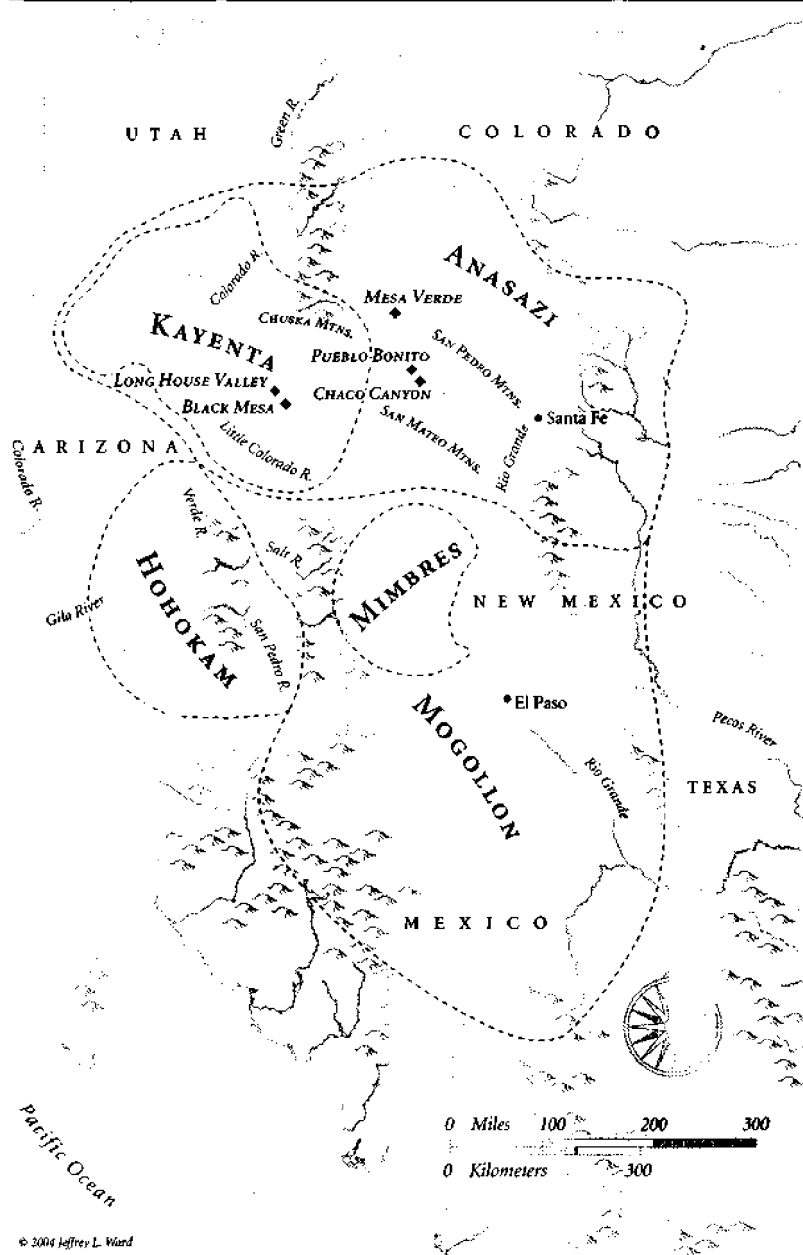 Green R.
UTAH
COLORADO
ANASAZI
Colorado R.
MESA VERDE
CHUSKA MTNS.
KAYENTA
SAN PEDRO MTNS.
PUEBLO BONITO
LONG HOUSE VALLEY
CHACO CANYON
BLACK MESA
SAN MATEO MTNS.
Santa Fe
Rio Grande
Little Colorado R.
ARIZONA
Colorado R.
Verde R.
Salt R.
HOHOKAM
MIMBRES
NEW MEXICO
Gila River
San Pedro R.
El Paso
MOGOLLON
Pecos River
Rio Grande
TEXAS
MEXICO
Pacific Ocean
0 Miles 100 200 300
0 Kilometers 300
© 2004 Jeffrey L. Ward